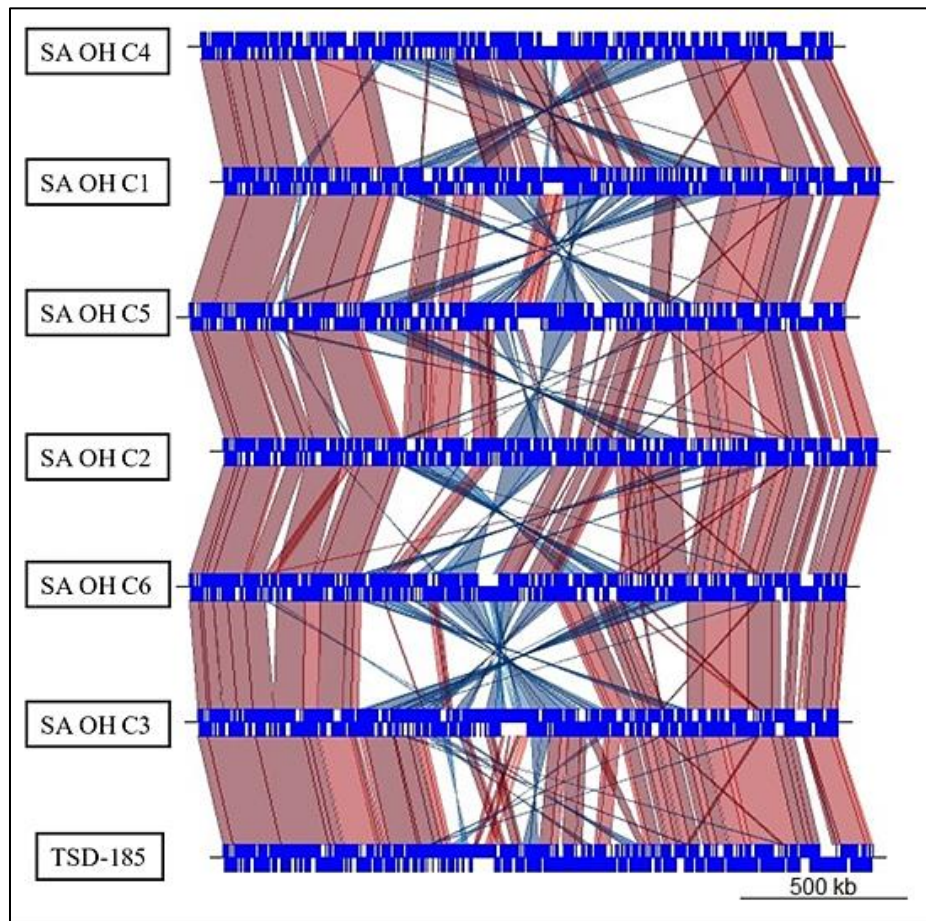 SA OH C4
SA OH C1
SA OH C5
SA OH C2
SA OH C6
SA OH C3
TSD-185
500 kb